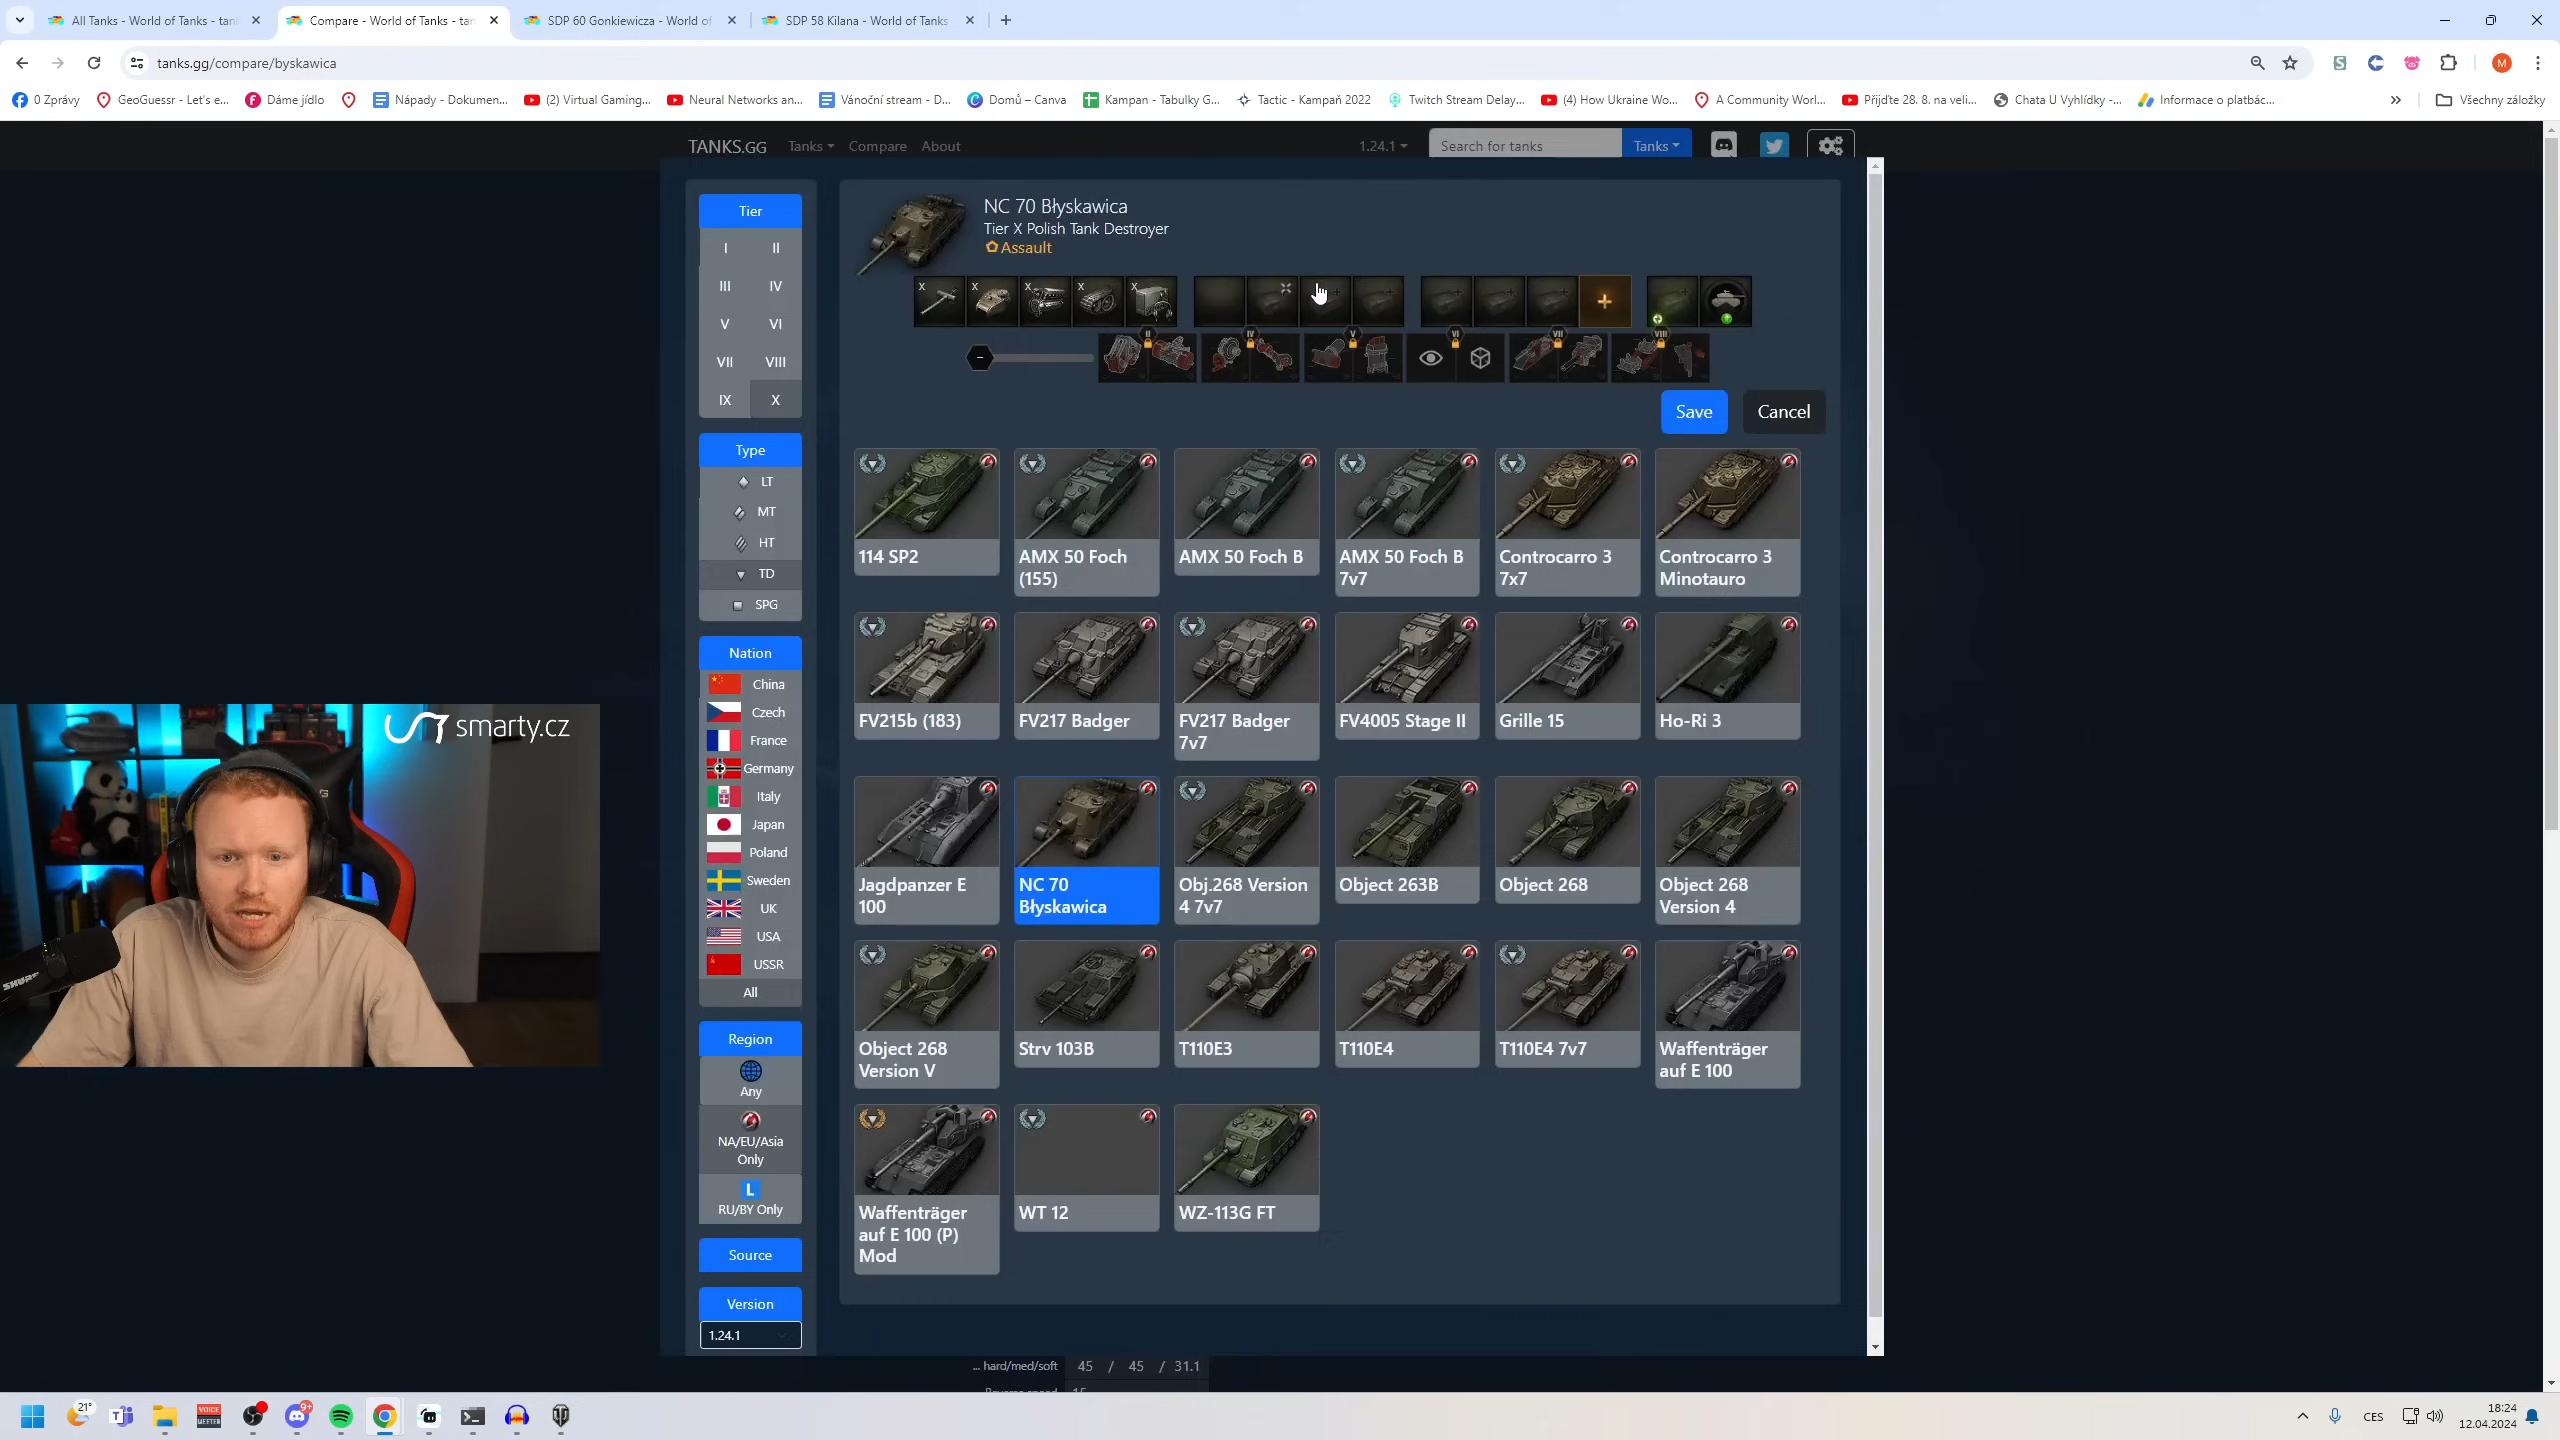 All Tanks - World of Tanks - tan
Compare - World of Tanks - tan
SDP 60 Gonkiewicza - World of
SDP 58 Kilana - World of Tanks
tanks.gg/compare/byskawica
M
0 Zprávy
GeoGuessr - Let's e...
Dáme jídlo
Nápady - Dokumen...
(2) Virtual Gaming...
Neural Networks an...
Vánoční stream - D...
Domů – Canva
Kampan - Tabulky G...
Tactic - Kampaň 2022
Twitch Stream Delay...
(4) How Ukraine Wo...
A Community Worl...
Přijďte 28. 8. na veli...
Chata U Vyhlídky -...
Informace o platbác...
Všechny záložky
TANKS.GG
Tanks
Compare
About
1.24.1
Search for tanks
Tanks
Tier
I
II
III
IV
V
VI
VII
VIII
IX
X
Type
LT
MT
HT
TD
SPG
Nation
China
Czech
France
Germany
Italy
Japan
Poland
Sweden
UK
USA
USSR
All
Region
Any
NA/EU/Asia
Only
RU/BY Only
Source
Version
1.24.1
NC 70 Błyskawica
Tier X Polish Tank Destroyer
Assault
X
X
X
X
X
II
IV
V
VI
VII
VIII
Save
Cancel
114 SP2
AMX 50 Foch
(155)
AMX 50 Foch B
AMX 50 Foch B
7v7
Controcarro 3
7x7
Controcarro 3
Minotauro
FV215b (183)
FV217 Badger
FV217 Badger
7v7
FV4005 Stage II
Grille 15
Ho-Ri 3
Jagdpanzer E
100
NC 70
Błyskawica
Obj.268 Version
4 7v7
Object 263B
Object 268
Object 268
Version 4
Object 268
Version V
Strv 103B
T110E3
T110E4
T110E4 7v7
Waffenträger
auf E 100
Waffenträger
auf E 100 (P)
Mod
WT 12
WZ-113G FT
... hard/med/soft 45 / 45 / 31.1
smarty.cz
SHURE
21°
VOICE
MEETER
9+
CES
18:24
12.04.2024